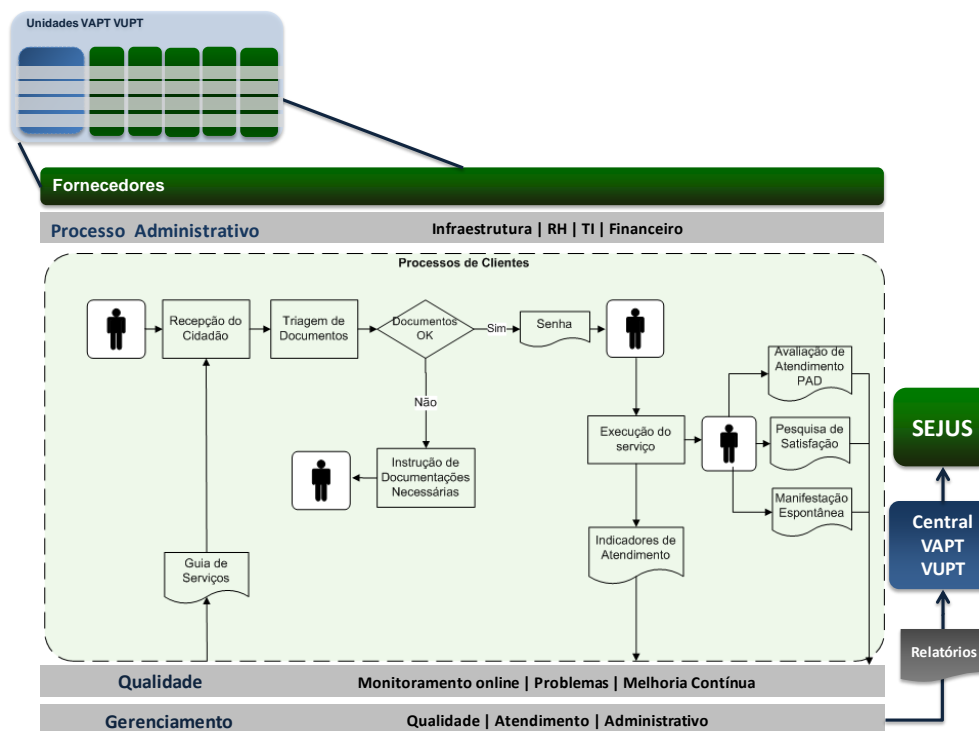 Unidades VAPT VUPT
Fornecedores
Processo Administrativo
Infraestrutura | RH | TI | Financeiro
Processos de Clientes
Recepção do
Cidadão
Triagem de
Documentos
Documentos
OK
Sim
Senha
Não
Instrução de
Documentações
Necessárias
Execução do
serviço
Avaliação de
Atendimento
PAD
Pesquisa de
Satisfação
Manifestação
Espontânea
Indicadores de
Atendimento
Guia de
Serviços
SEJUS
Central
VAPT
VUPT
Relatórios
Qualidade
Monitoramento online | Problemas | Melhoria Contínua
Gerenciamento
Qualidade | Atendimento | Administrativo